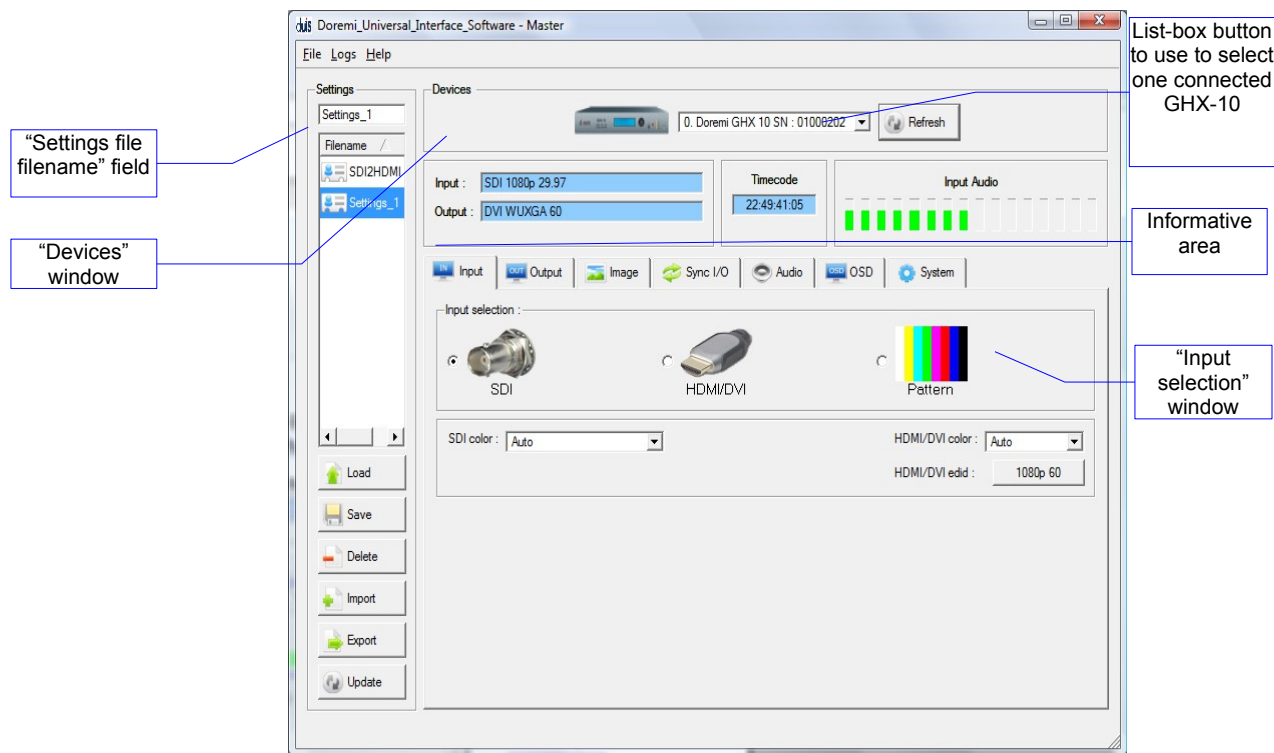 duis Doremi_Universal_Interface_Software - Master
File Logs Help
Settings
Settings_1
Filename
SDI2HDMI
Settings_1
Load
Save
Delete
Import
Export
Update
Devices
0. Doremi GHX 10 SN : 01000202
Refresh
Input :
SDI 1080p 29.97
Output :
DVI WUXGA 60
Timecode
22:49:41:05
Input Audio
IN Input
OUT Output
Image
Sync I/O
Audio
OSD OSD
System
Input selection :
SDI
HDMI/DVI
Pattern
SDI color :
Auto
HDMI/DVI color :
Auto
HDMI/DVI edid :
1080p 60
“Settings file
filename” field
“Devices”
window
List-box button
to use to select
one connected
GHX-10
Informative
area
“Input
selection”
window